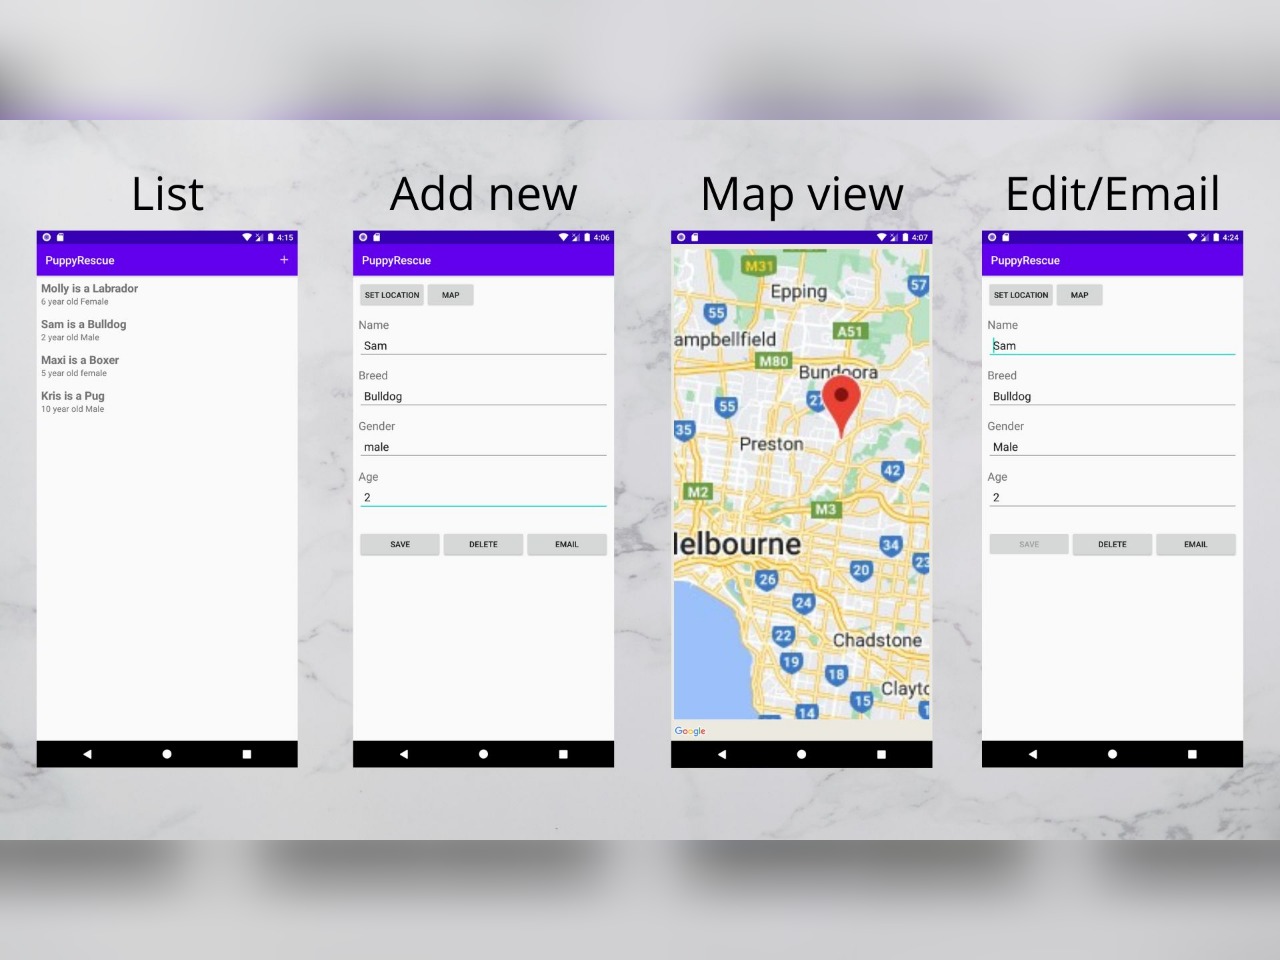 List
4:15
PuppyRescue +
Molly is a Labrador
6 year old Female
Sam is a Bulldog
2 year old Male
Maxi is a Boxer
5 year old female
Kris is a Pug
10 year old Male
Add new
4:06
PuppyRescue
SET LOCATION MAP
Name
Sam
Breed
Bulldog
Gender
male
Age
2
SAVE DELETE EMAIL
Map view
4:07
M31
57
Epping
55
A51
ampbellfield
M80
Bundoora
27
55
35
Preston
42
M2
M3
lelbourne
34
23
20
26
24
22
Chadstone
19
18
Clayto
15
14
1
Google
Edit/Email
4:24
PuppyRescue
SET LOCATION MAP
Name
Sam
Breed
Bulldog
Gender
Male
Age
2
SAVE DELETE EMAIL